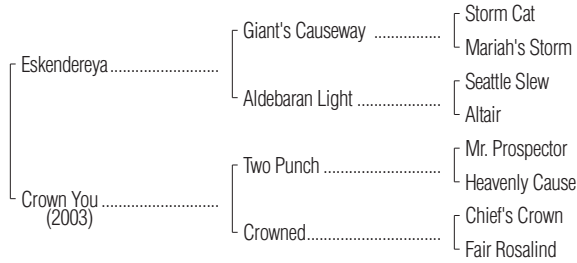 Storm Cat
Giant's Causeway ................
Mariah's Storm
Eskendereya.............................
Seattle Slew
Aldebaran Light ......................
Altair
Mr. Prospector
Two Punch ...............................
Heavenly Cause
Crown You ...............................
(2003)
Chief's Crown
Crowned...................................
Fair Rosalind